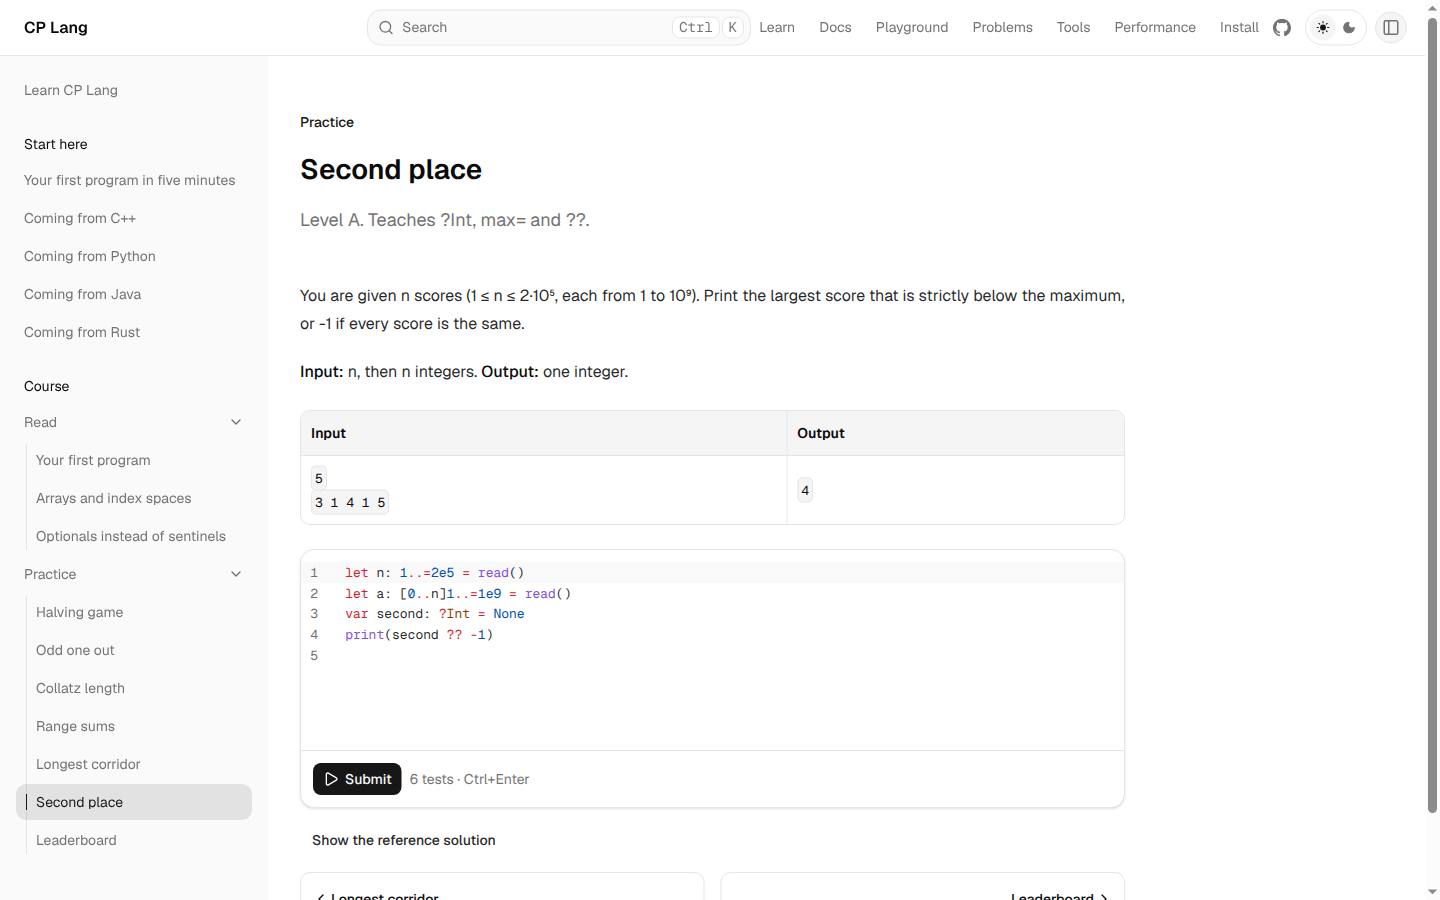 CP Lang
Search
Ctrl K
Learn
Docs
Playground
Problems
Tools
Performance
Install
Learn CP Lang
Start here
Your first program in five minutes
Coming from C++
Coming from Python
Coming from Java
Coming from Rust
Course
Read
Your first program
Arrays and index spaces
Optionals instead of sentinels
Practice
Halving game
Odd one out
Collatz length
Range sums
Longest corridor
Second place
Leaderboard
Practice
Second place
Level A. Teaches ?Int, max= and ??.
You are given n scores (1 ≤ n ≤ 2·10⁵, each from 1 to 10⁹). Print the largest score that is strictly below the maximum,
or -1 if every score is the same.
Input: n, then n integers. Output: one integer.
Input Output
5
3 1 4 1 5
4
1 let n: 1..=2e5 = read()
2 let a: [0..n]1..=1e9 = read()
3 var second: ?Int = None
4 print(second ?? -1)
5
Submit 6 tests · Ctrl+Enter
Show the reference solution
Longest corridor
Leaderboard